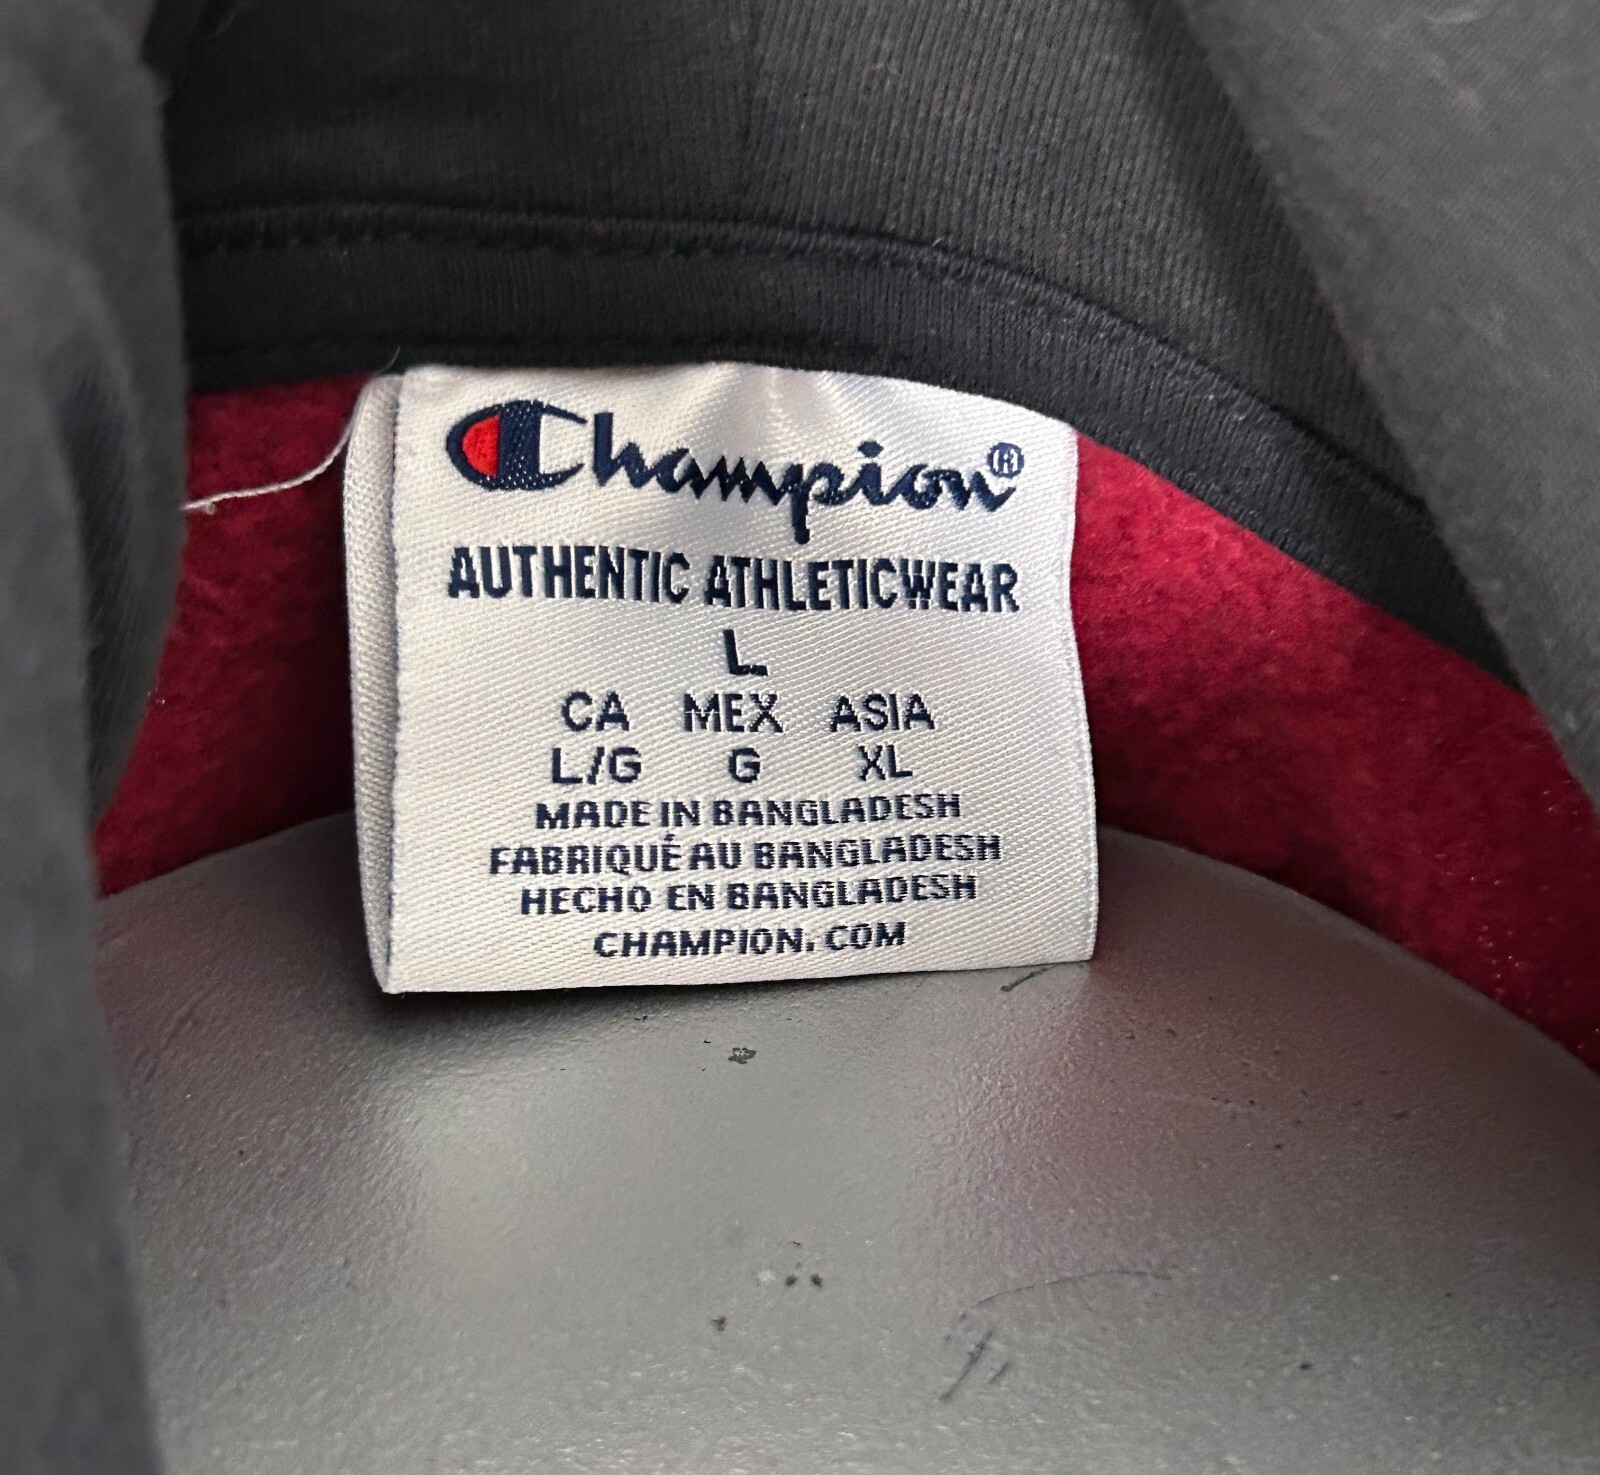 Champion®
AUTHENTIC ATHLETICWEAR
L
CA MEX ASIA
L/G G XL
MADE IN BANGLADESH
FABRIQUÉ AU BANGLADESH
HECHO EN BANGLADESH
CHAMPION.COM